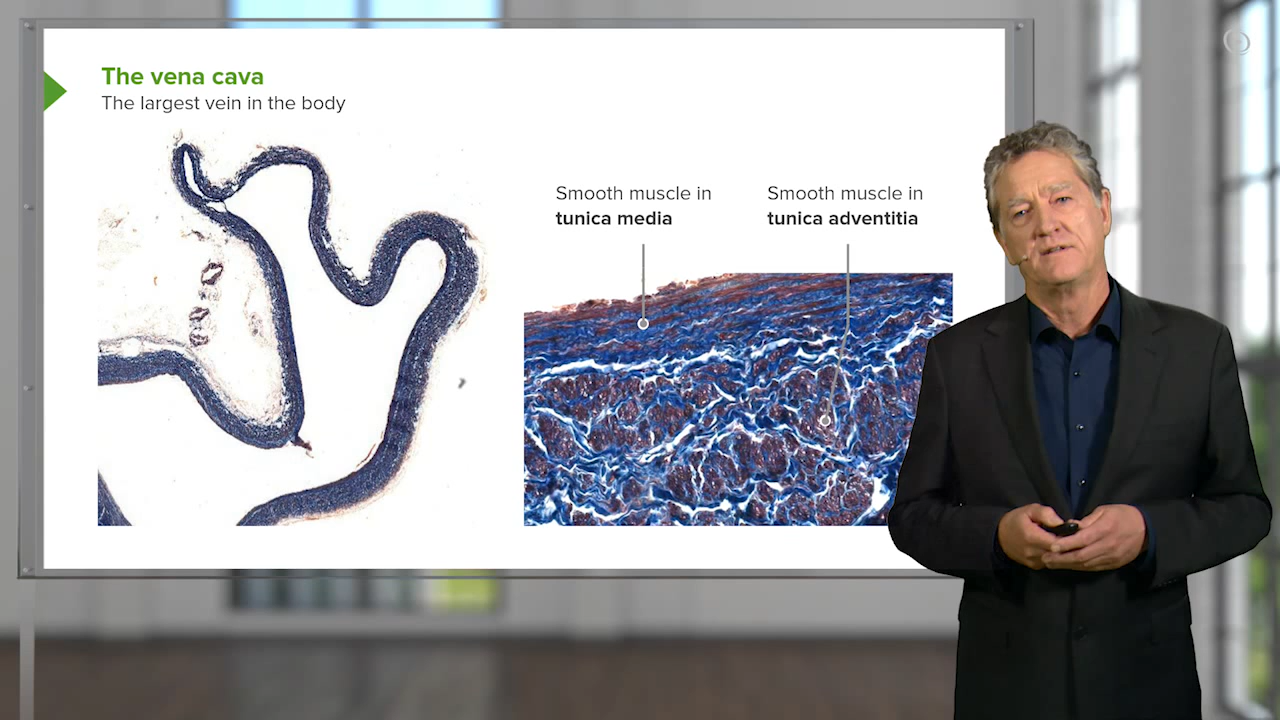 The vena cava
The largest vein in the body
Smooth muscle in
tunica media
Smooth muscle in
tunica adventitia